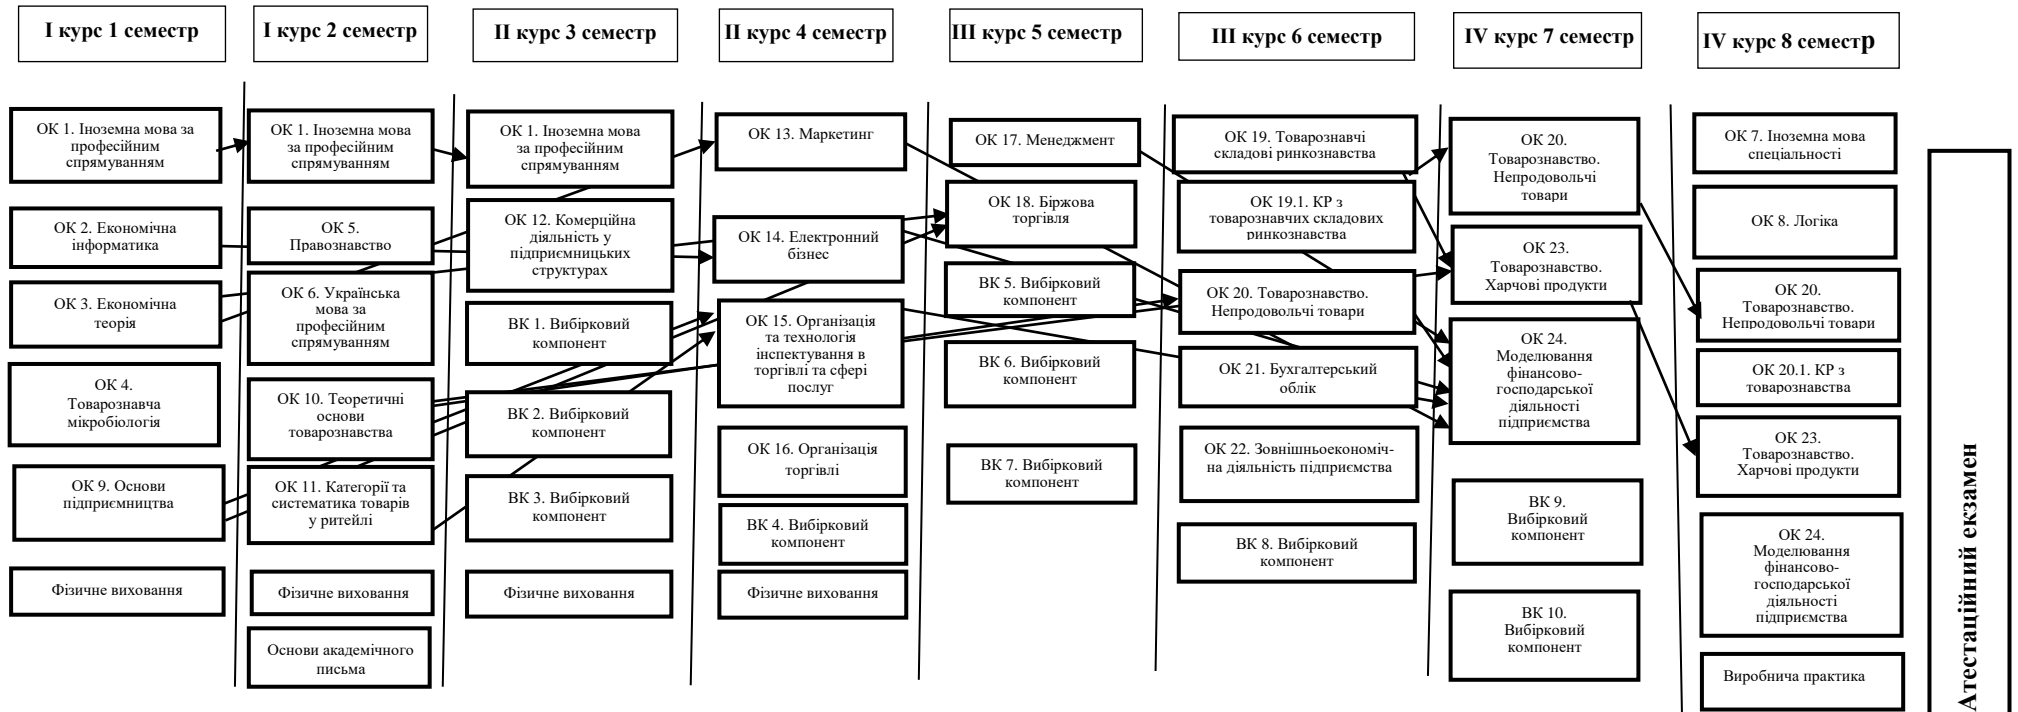 І курс 1 семестр
І курс 2 семестр
ІІ курс 3 семестр
ІІ курс 4 семестр
ІІІ курс 5 семестр
ІІІ курс 6 семестр
ІV курс 7 семестр
ІV курс 8 семестр
ОК 1. Іноземна мова за
професійним
спрямуванням
ОК 2. Економічна
інформатика
ОК 3. Економічна
теорія
ОК 4.
Товарознавча
мікробіологія
ОК 9. Основи
підприємництва
Фізичне виховання
ОК 1. Іноземна мова
за професійним
спрямуванням
ОК 5.
Правознавство
ОК 6. Українська
мова за
професійним
спрямуванням
ОК 10. Теоретичні
основи
товарознавства
ОК 11. Категорії та
систематика товарів
у ритейлі
Фізичне виховання
Основи академічного
письма
ОК 1. Іноземна мова
за професійним
спрямуванням
ОК 12. Комерційна
діяльність у
підприємницьких
структурах
ВК 1. Вибірковий
компонент
ВК 2. Вибірковий
компонент
ВК 3. Вибірковий
компонент
Фізичне виховання
ОК 13. Маркетинг
ОК 14. Електронний
бізнес
ОК 15. Організація
та технологія
інспектування в
торгівлі та сфері
послуг
ОК 16. Організація
торгівлі
ВК 4. Вибірковий
компонент
Фізичне виховання
ОК 17. Менеджмент
ОК 18. Біржова
торгівля
ВК 5. Вибірковий
компонент
ВК 6. Вибірковий
компонент
ВК 7. Вибірковий
компонент
ОК 19. Товарознавчі
складові ринкознавства
ОК 19.1. КР з
товарознавчих складових
ринкознавства
ОК 20. Товарознавство.
Непродовольчі товари
ОК 21. Бухгалтерський
облік
ОК 22. Зовнішньоекономіч-
на діяльність підприємства
ВК 8. Вибірковий
компонент
ОК 20.
Товарознавство.
Непродовольчі
товари
ОК 23.
Товарознавство.
Харчові продукти
ОК 24.
Моделювання
фінансово-
господарської
діяльності
підприємства
ВК 9.
Вибірковий
компонент
ВК 10.
Вибірковий
компонент
ОК 7. Іноземна мова
спеціальності
ОК 8. Логіка
ОК 20.
Товарознавство.
Непродовольчі товари
ОК 20.1. КР з
товарознавства
ОК 23.
Товарознавство.
Харчові продукти
ОК 24.
Моделювання
фінансово-
господарської
діяльності
підприємства
Виробнича практика
Атестаційний екзамен